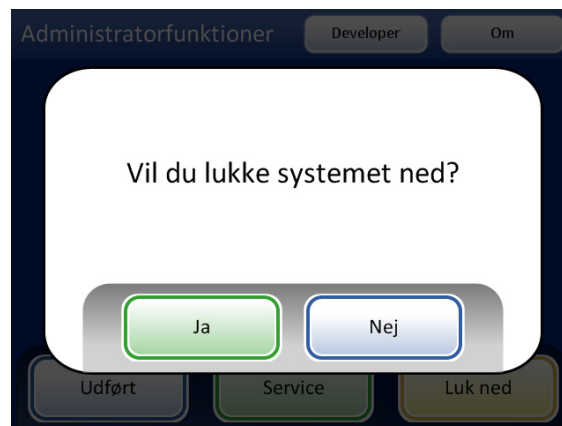 Administratorfunktioner Developer Om
Vil du lukke systemet ned?
Ja Nej
Udført Service Luk ned